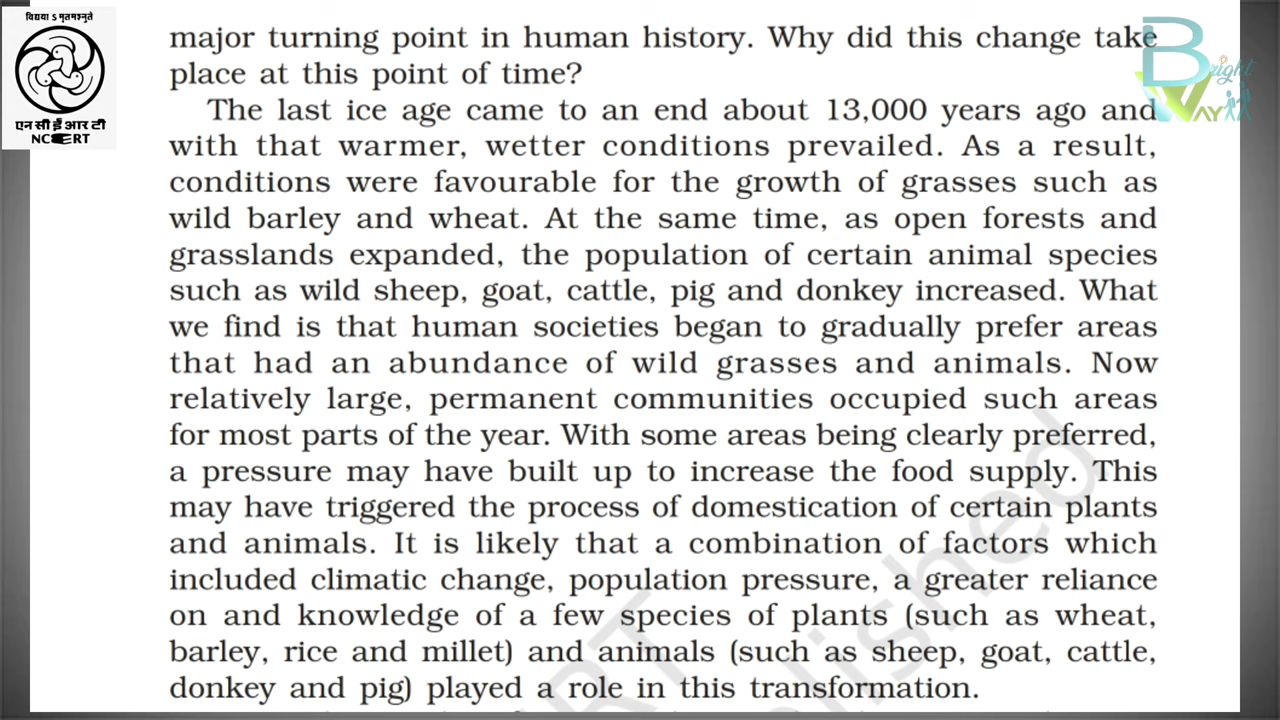 विद्यया ऽ मृतमश्नुते
एन सी ई आर टी
NCERT
Bright
WAY
major turning point in human history. Why did this change take
place at this point of time?
The last ice age came to an end about 13,000 years ago and
with that warmer, wetter conditions prevailed. As a result,
conditions were favourable for the growth of grasses such as
wild barley and wheat. At the same time, as open forests and
grasslands expanded, the population of certain animal species
such as wild sheep, goat, cattle, pig and donkey increased. What
we find is that human societies began to gradually prefer areas
that had an abundance of wild grasses and animals. Now
relatively large, permanent communities occupied such areas
for most parts of the year. With some areas being clearly preferred,
a pressure may have built up to increase the food supply. This
may have triggered the process of domestication of certain plants
and animals. It is likely that a combination of factors which
included climatic change, population pressure, a greater reliance
on and knowledge of a few species of plants (such as wheat,
barley, rice and millet) and animals (such as sheep, goat, cattle,
donkey and pig) played a role in this transformation.